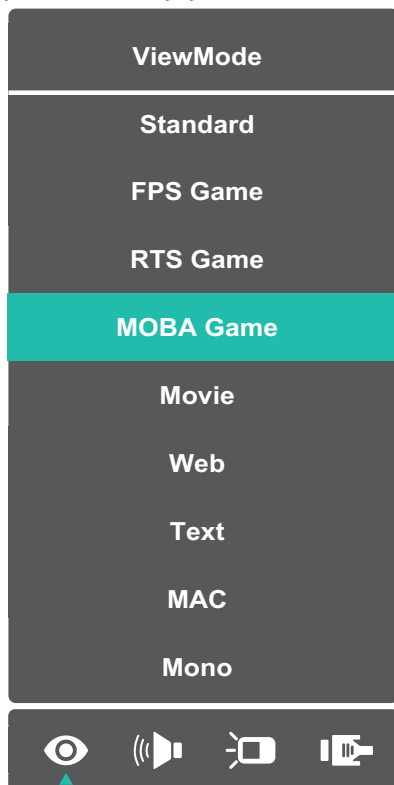 ViewMode
Standard
FPS Game
RTS Game
MOBA Game
Movie
Web
Text
MAC
Mono